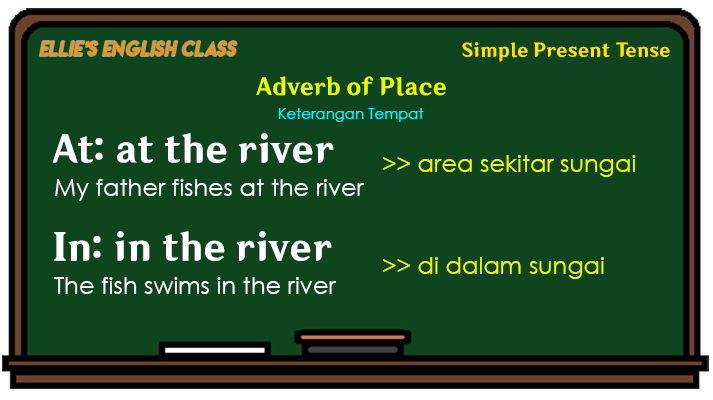 ELLIE'S ENGLISH CLASS
Simple Present Tense
Adverb of Place
Keterangan Tempat
At: at the river
>> area sekitar sungai
My father fishes at the river
In: in the river
>> di dalam sungai
The fish swims in the river